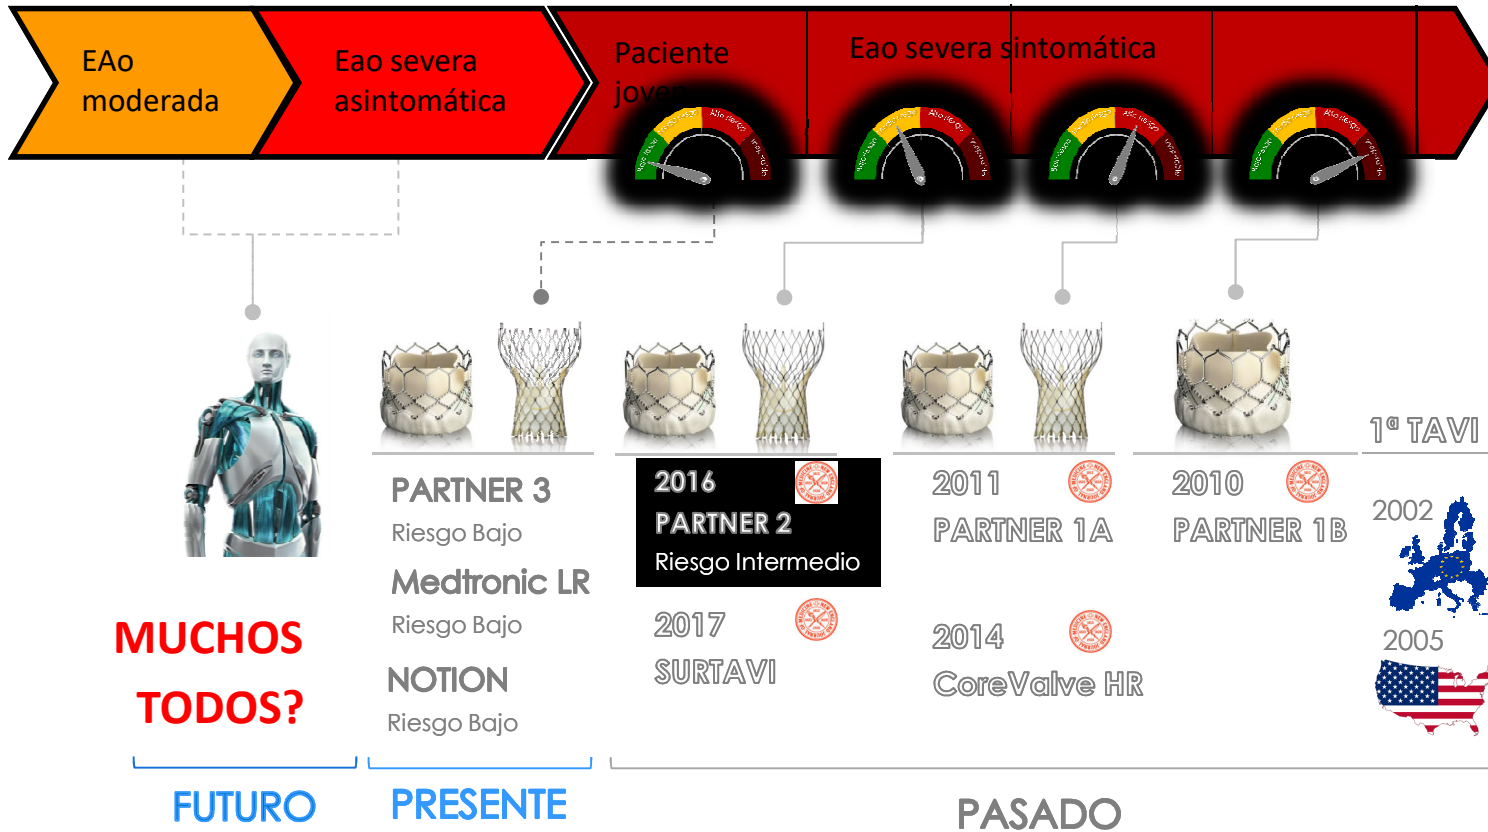 EAo
moderada
Eao severa
asintomática
Paciente
joven
Eao severa sintomática
1ª TAVI
PARTNER 3
Riesgo Bajo
Medtronic LR
Riesgo Bajo
NOTION
Riesgo Bajo
2016
PARTNER 2
Riesgo Intermedio
2017
SURTAVI
2011
PARTNER 1A
2014
CoreValve HR
2010
PARTNER 1B
2002
2005
MUCHOS
TODOS?
FUTURO
PRESENTE
PASADO